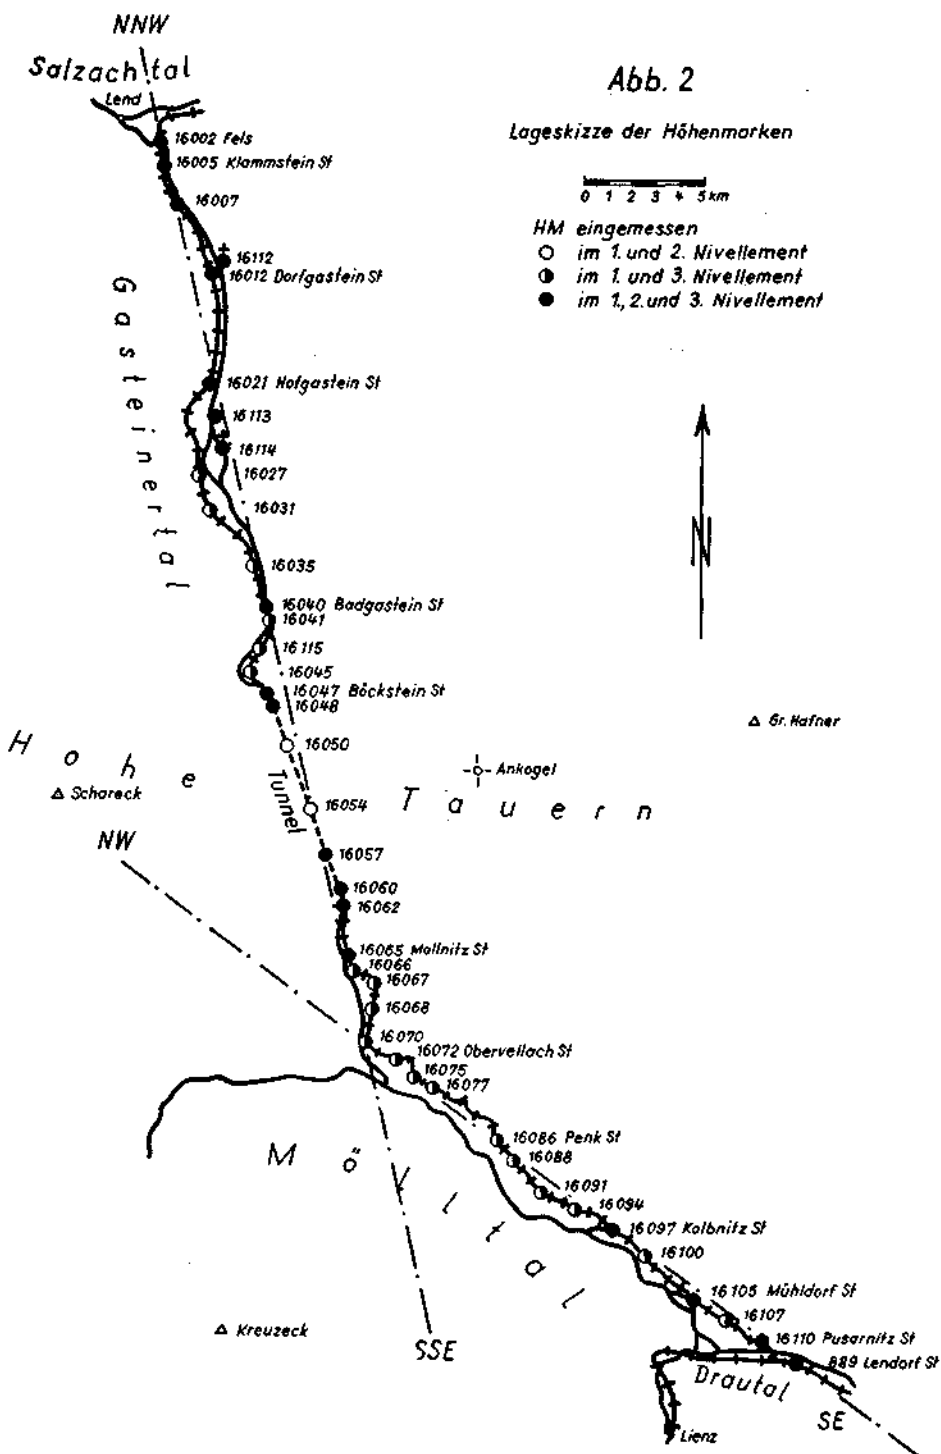 NNW
Salzachtal
Lend
Abb. 2
Lageskizze der Höhenmarken
0 1 2 3 4 5 km
HM eingemessen
im 1. und 2. Nivellement
im 1. und 3. Nivellement
im 1., 2. und 3. Nivellement
16002 Fels
16005 Klammstein St
16007
16112
16012 Dorfgastein St
Gasteinertal
16021 Hofgastein St
16113
16114
16027
16031
16035
16040 Badgastein St
16041
16115
16045
16047 Böckstein St
16048
N
16050
Gr. Hafner
Hohe Tauern
Ankogel
Schareck
Tunnel
16054
NW
16057
16060
16062
16065 Mallnitz St
16066
16067
16068
16070
16072 Obervellach St
16075
16077
16086 Penk St
16088
Mölltal
16091
16094
16097 Kolbnitz St
16100
16105 Mühldorf St
16107
16110 Pusarnitz St
889 Lendorf St
Kreuzeck
SSE
Drautal
SE
Lienz